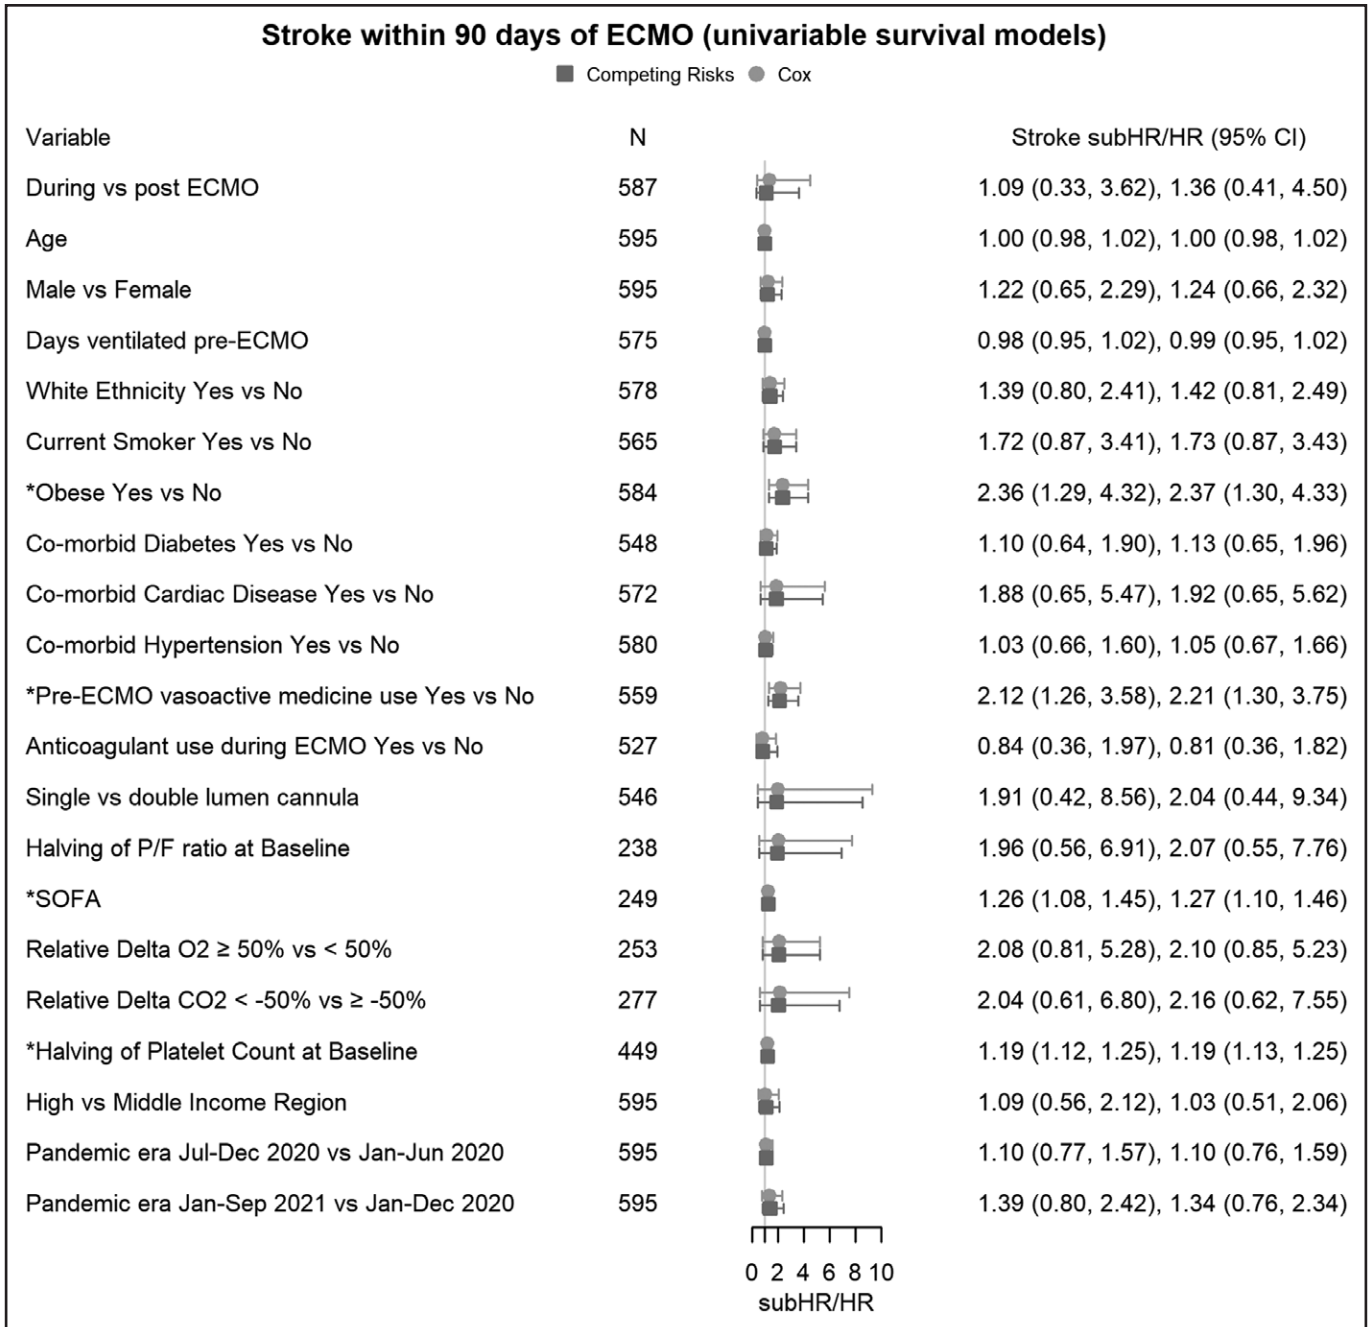 Stroke within 90 days of ECMO (univariable survival models)
Competing Risks Cox
Variable N Stroke subHR/HR (95% CI)
During vs post ECMO 587 1.09 (0.33, 3.62), 1.36 (0.41, 4.50)
Age 595 1.00 (0.98, 1.02), 1.00 (0.98, 1.02)
Male vs Female 595 1.22 (0.65, 2.29), 1.24 (0.66, 2.32)
Days ventilated pre-ECMO 575 0.98 (0.95, 1.02), 0.99 (0.95, 1.02)
White Ethnicity Yes vs No 578 1.39 (0.80, 2.41), 1.42 (0.81, 2.49)
Current Smoker Yes vs No 565 1.72 (0.87, 3.41), 1.73 (0.87, 3.43)
*Obese Yes vs No 584 2.36 (1.29, 4.32), 2.37 (1.30, 4.33)
Co-morbid Diabetes Yes vs No 548 1.10 (0.64, 1.90), 1.13 (0.65, 1.96)
Co-morbid Cardiac Disease Yes vs No 572 1.88 (0.65, 5.47), 1.92 (0.65, 5.62)
Co-morbid Hypertension Yes vs No 580 1.03 (0.66, 1.60), 1.05 (0.67, 1.66)
*Pre-ECMO vasoactive medicine use Yes vs No 559 2.12 (1.26, 3.58), 2.21 (1.30, 3.75)
Anticoagulant use during ECMO Yes vs No 527 0.84 (0.36, 1.97), 0.81 (0.36, 1.82)
Single vs double lumen cannula 546 1.91 (0.42, 8.56), 2.04 (0.44, 9.34)
Halving of P/F ratio at Baseline 238 1.96 (0.56, 6.91), 2.07 (0.55, 7.76)
*SOFA 249 1.26 (1.08, 1.45), 1.27 (1.10, 1.46)
Relative Delta O2 ≥ 50% vs < 50% 253 2.08 (0.81, 5.28), 2.10 (0.85, 5.23)
Relative Delta CO2 < -50% vs ≥ -50% 277 2.04 (0.61, 6.80), 2.16 (0.62, 7.55)
*Halving of Platelet Count at Baseline 449 1.19 (1.12, 1.25), 1.19 (1.13, 1.25)
High vs Middle Income Region 595 1.09 (0.56, 2.12), 1.03 (0.51, 2.06)
Pandemic era Jul-Dec 2020 vs Jan-Jun 2020 595 1.10 (0.77, 1.57), 1.10 (0.76, 1.59)
Pandemic era Jan-Sep 2021 vs Jan-Dec 2020 595 1.39 (0.80, 2.42), 1.34 (0.76, 2.34)
0 2 4 6 8 10
subHR/HR